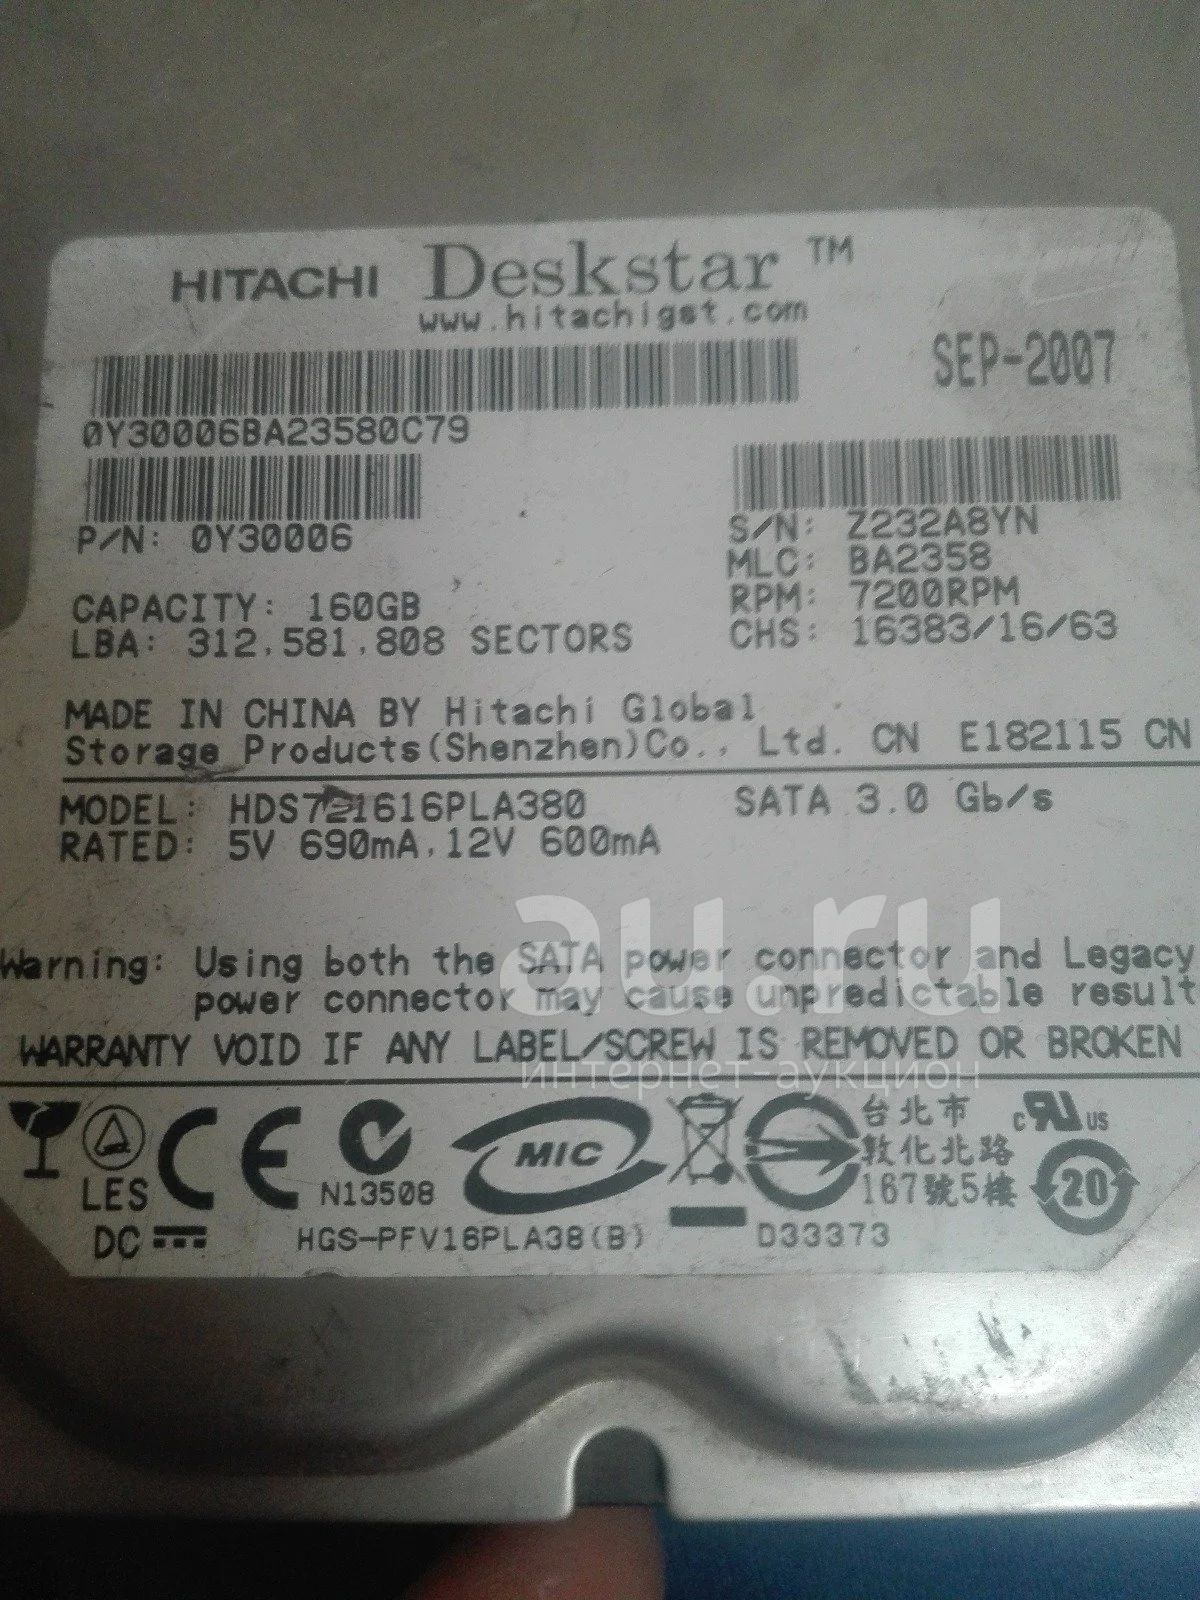 HITACHI Deskstar ™
www.hitachigst.com
SEP-2007
0Y30006BA23580C79
P/N: 0Y30006
S/N: Z232A8YN
MLC: BA2358
RPM: 7200RPM
CHS: 16383/16/63
CAPACITY: 160GB
LBA: 312,581,808 SECTORS
MADE IN CHINA BY Hitachi Global
Storage Products(Shenzhen)Co., Ltd. CN E182115 CN
MODEL: HDS721616PLA380 SATA 3.0 Gb/s
RATED: 5V 690mA,12V 600mA
au.ru
Warning: Using both the SATA power connector and Legacy
power connector may cause unpredictable result
WARRANTY VOID IF ANY LABEL/SCREW IS REMOVED OR BROKEN
интернет-аукцион
LES
CE
N13508
MIC
台北市
敦化北路
167號5樓
c RU US
20
DC
HGS-PFV16PLA38(B)
D33373